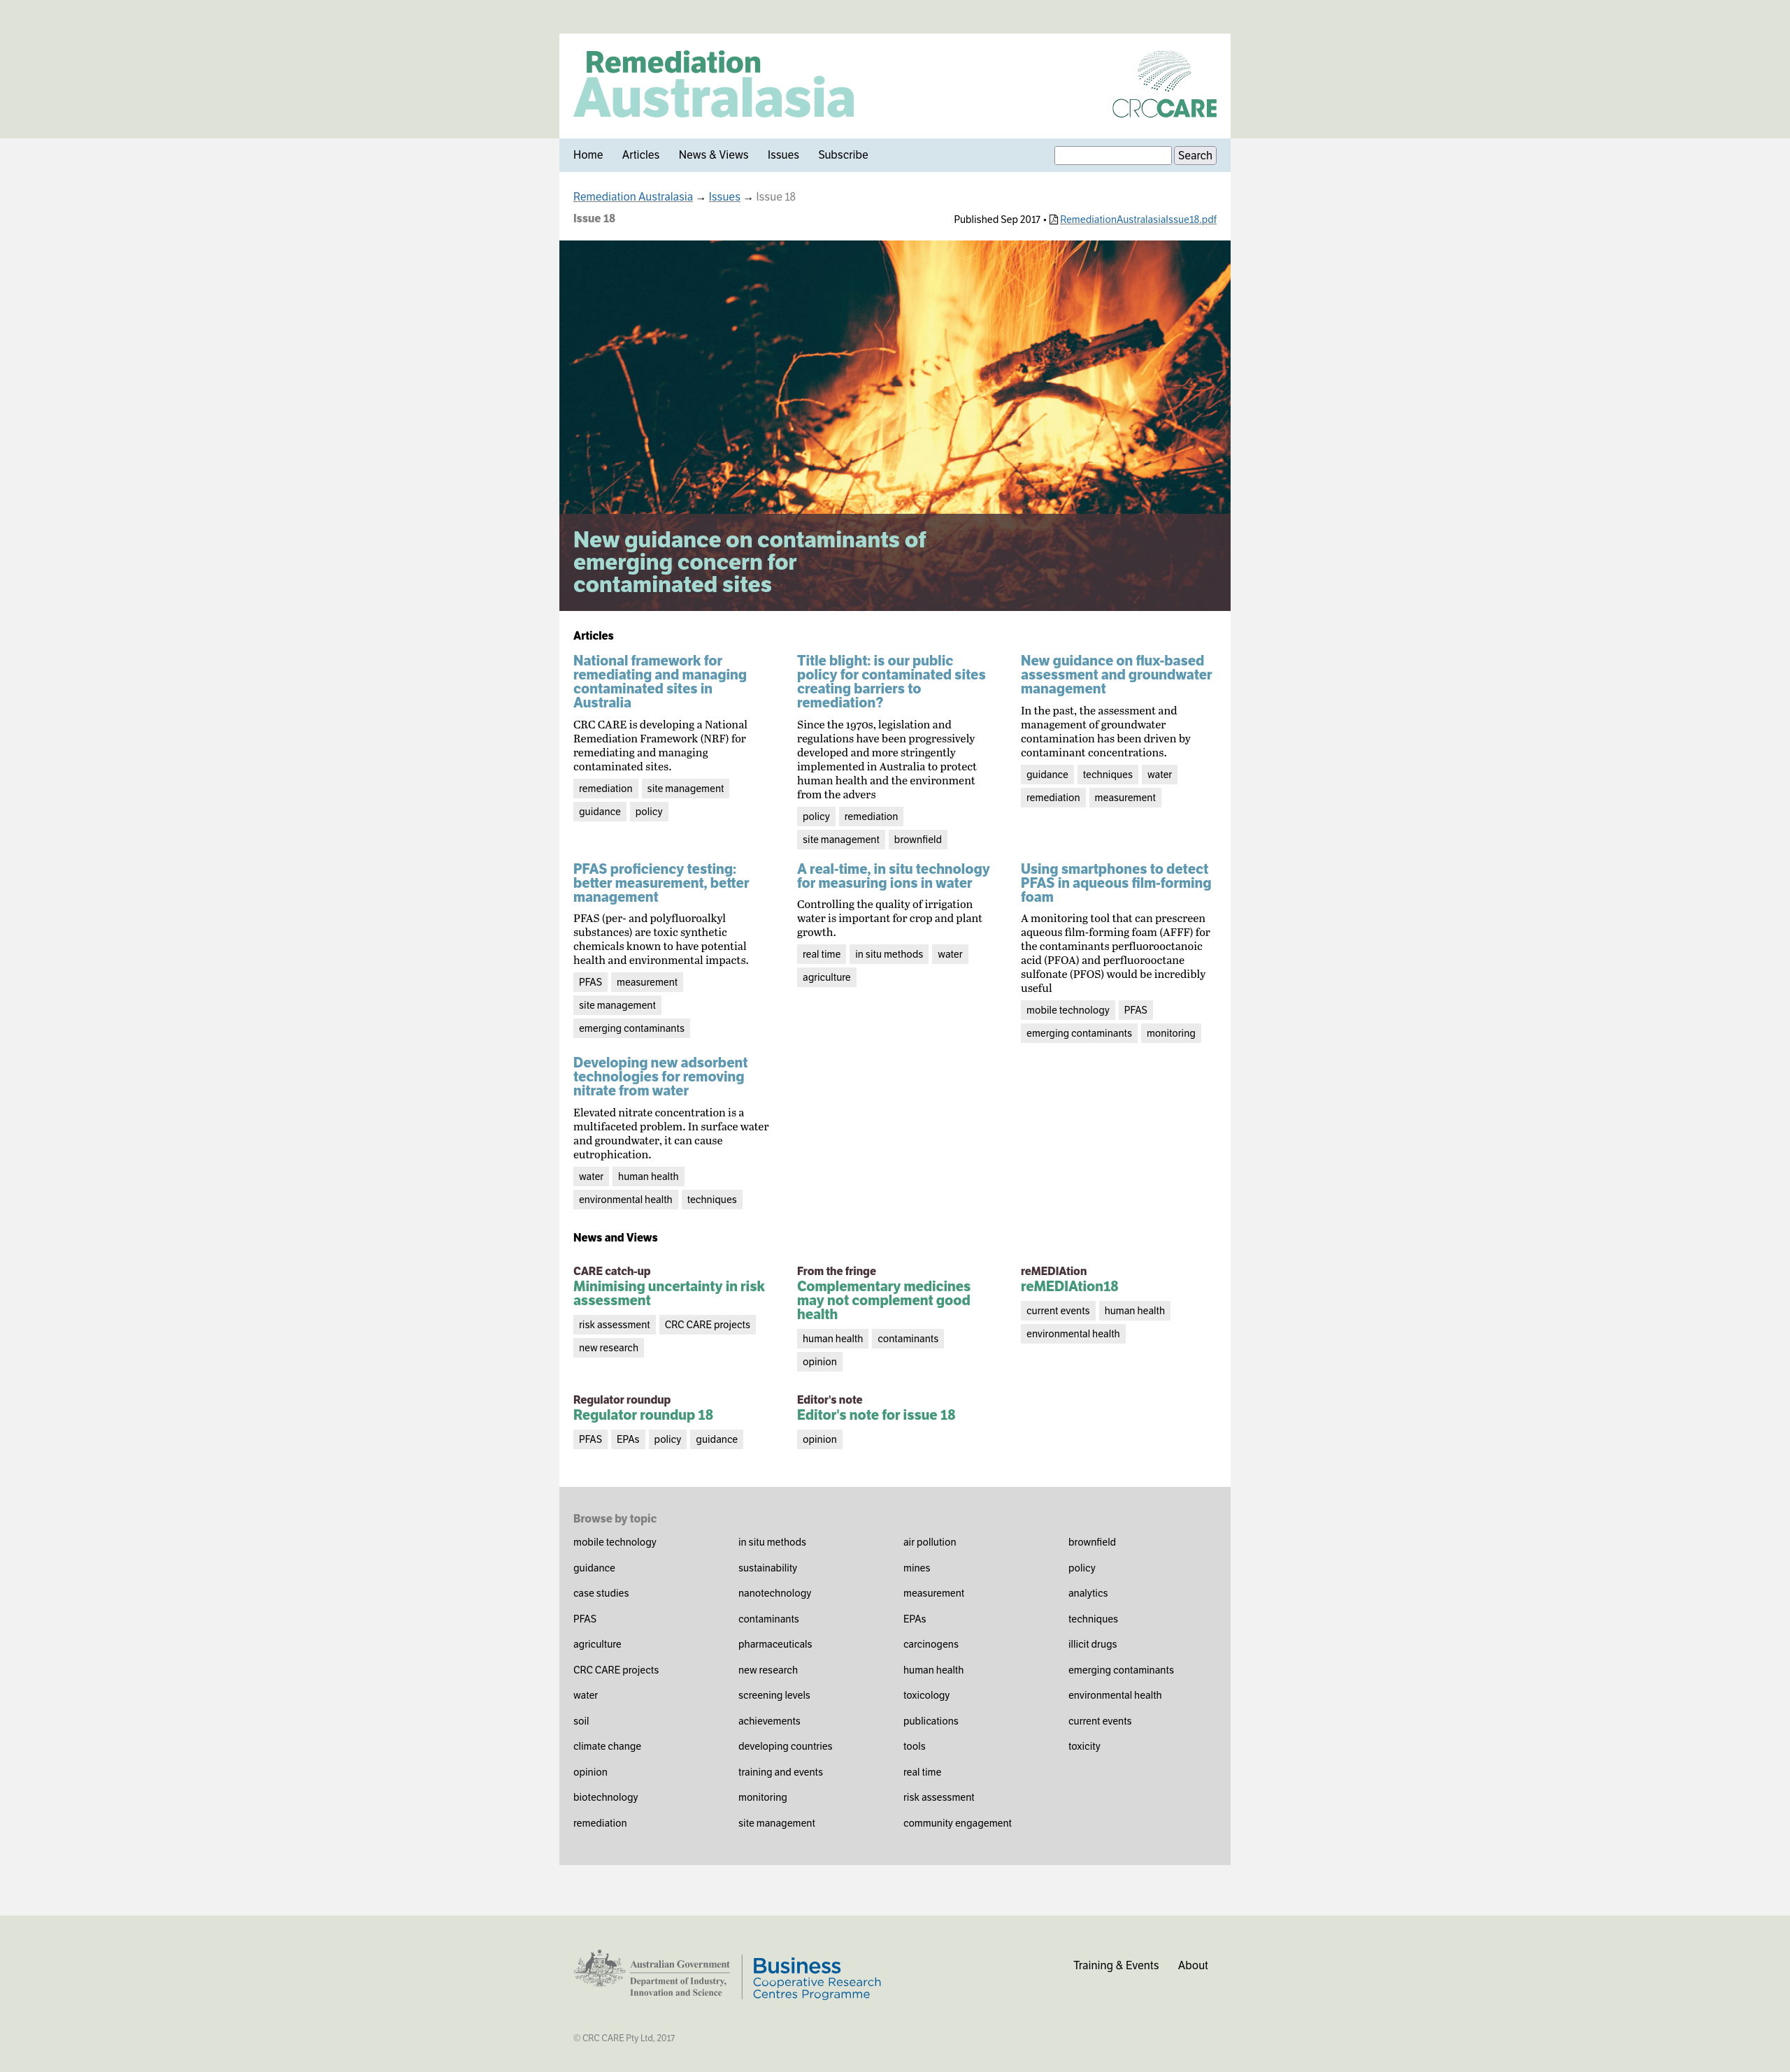 Remediation
Australasia
CRCCARE
Home Articles News & Views Issues Subscribe
Search
Remediation Australasia → Issues → Issue 18
Issue 18
Published Sep 2017 • RemediationAustralasiaIssue18.pdf
New guidance on contaminants of
emerging concern for
contaminated sites
Articles
National framework for
remediating and managing
contaminated sites in
Australia
CRC CARE is developing a National
Remediation Framework (NRF) for
remediating and managing
contaminated sites.
remediation site management
guidance policy
Title blight: is our public
policy for contaminated sites
creating barriers to
remediation?
Since the 1970s, legislation and
regulations have been progressively
developed and more stringently
implemented in Australia to protect
human health and the environment
from the advers
policy remediation
site management brownfield
New guidance on flux-based
assessment and groundwater
management
In the past, the assessment and
management of groundwater
contamination has been driven by
contaminant concentrations.
guidance techniques water
remediation measurement
PFAS proficiency testing:
better measurement, better
management
PFAS (per- and polyfluoroalkyl
substances) are toxic synthetic
chemicals known to have potential
health and environmental impacts.
PFAS measurement
site management
emerging contaminants
A real-time, in situ technology
for measuring ions in water
Controlling the quality of irrigation
water is important for crop and plant
growth.
real time in situ methods water
agriculture
Using smartphones to detect
PFAS in aqueous film-forming
foam
A monitoring tool that can prescreen
aqueous film-forming foam (AFFF) for
the contaminants perfluorooctanoic
acid (PFOA) and perfluorooctane
sulfonate (PFOS) would be incredibly
useful
mobile technology PFAS
emerging contaminants monitoring
Developing new adsorbent
technologies for removing
nitrate from water
Elevated nitrate concentration is a
multifaceted problem. In surface water
and groundwater, it can cause
eutrophication.
water human health
environmental health techniques
News and Views
CARE catch-up
Minimising uncertainty in risk
assessment
risk assessment CRC CARE projects
new research
From the fringe
Complementary medicines
may not complement good
health
human health contaminants
opinion
reMEDIAtion
reMEDIAtion18
current events human health
environmental health
Regulator roundup
Regulator roundup 18
PFAS EPAs policy guidance
Editor's note
Editor's note for issue 18
opinion
Browse by topic
mobile technology
guidance
case studies
PFAS
agriculture
CRC CARE projects
water
soil
climate change
opinion
biotechnology
remediation
in situ methods
sustainability
nanotechnology
contaminants
pharmaceuticals
new research
screening levels
achievements
developing countries
training and events
monitoring
site management
air pollution
mines
measurement
EPAs
carcinogens
human health
toxicology
publications
tools
real time
risk assessment
community engagement
brownfield
policy
analytics
techniques
illicit drugs
emerging contaminants
environmental health
current events
toxicity
Australian Government
Department of Industry,
Innovation and Science
Business
Cooperative Research
Centres Programme
Training & Events About
© CRC CARE Pty Ltd, 2017